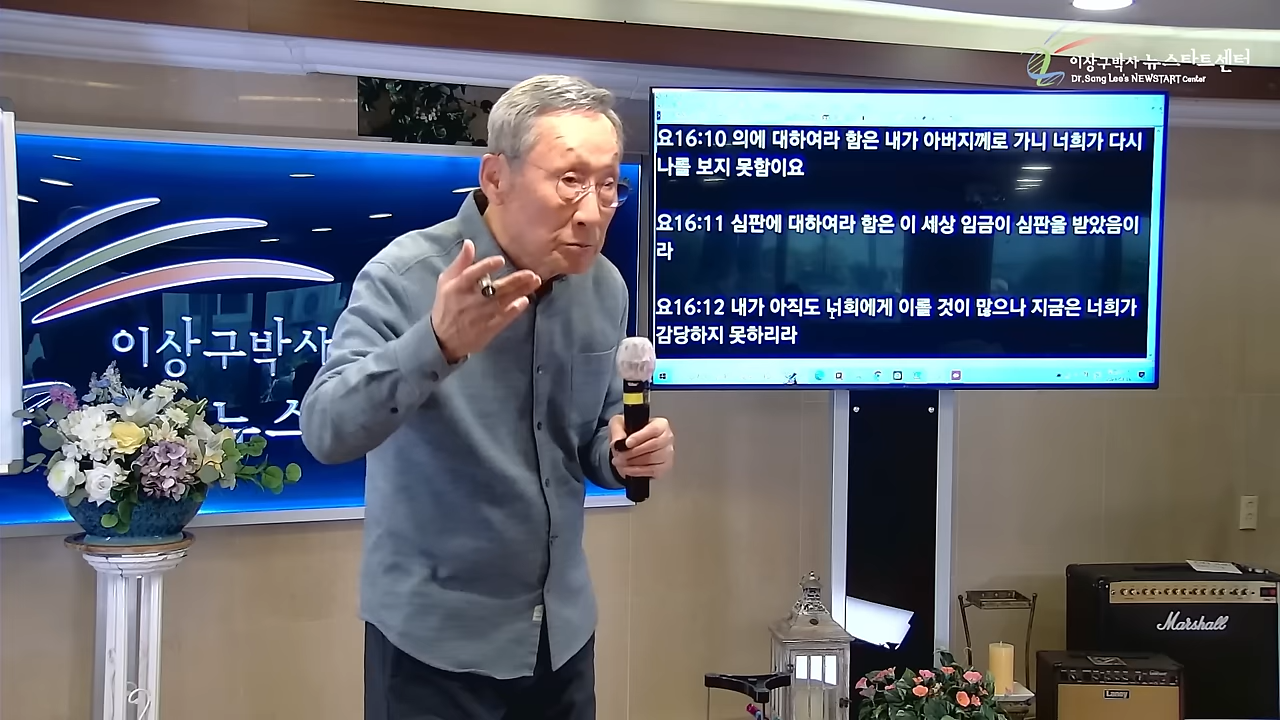 이상구박사 뉴스타트센터
Dr. Sang Lee's NEWSTART Center
요16:10 의에 대하여라 함은 내가 아버지께로 가니 너희가 다시
나를 보지 못함이요
요16:11 심판에 대하여라 함은 이 세상 임금이 심판을 받았음이
라
요16:12 내가 아직도 너희에게 이를 것이 많으나 지금은 너희가
감당하지 못하리라
이상구박사
뉴스
Marshall
Laney